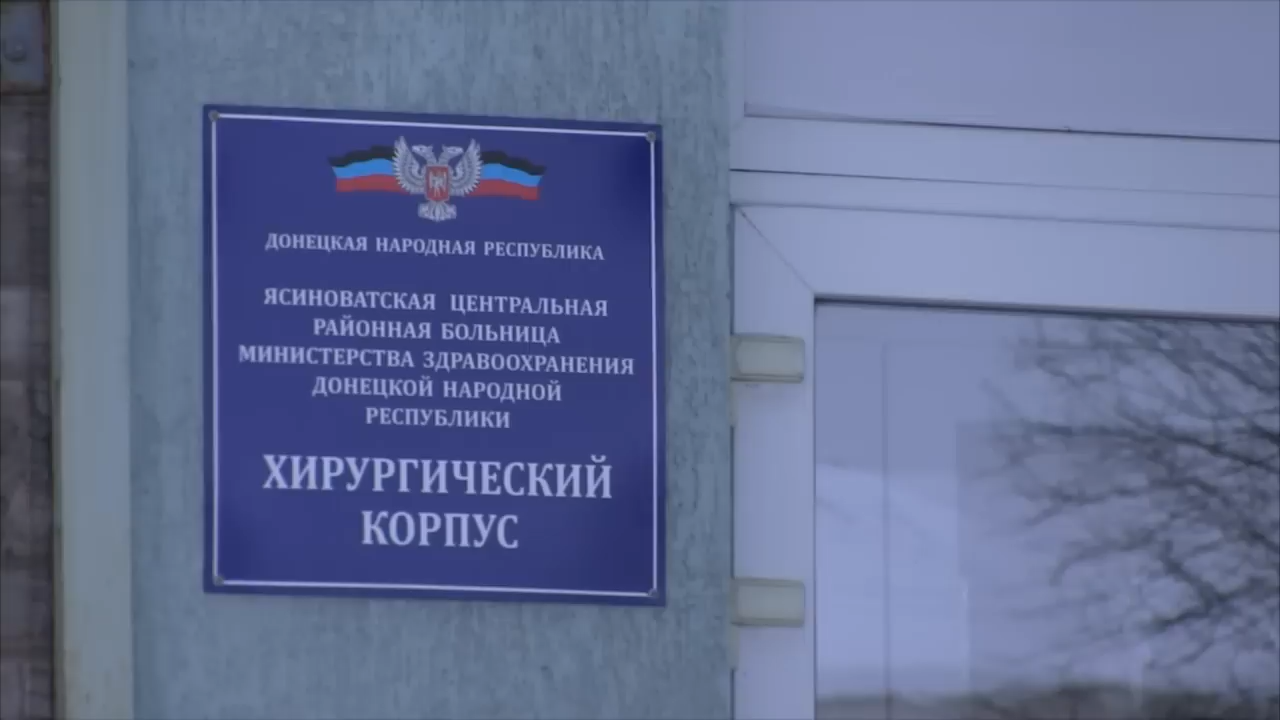 ДОНЕЦКАЯ НАРОДНАЯ РЕСПУБЛИКА
ЯСИНОВАТСКАЯ ЦЕНТРАЛЬНАЯ
РАЙОННАЯ БОЛЬНИЦА
МИНИСТЕРСТВА ЗДРАВООХРАНЕНИЯ
ДОНЕЦКОЙ НАРОДНОЙ
РЕСПУБЛИКИ
ХИРУРГИЧЕСКИЙ
КОРПУС